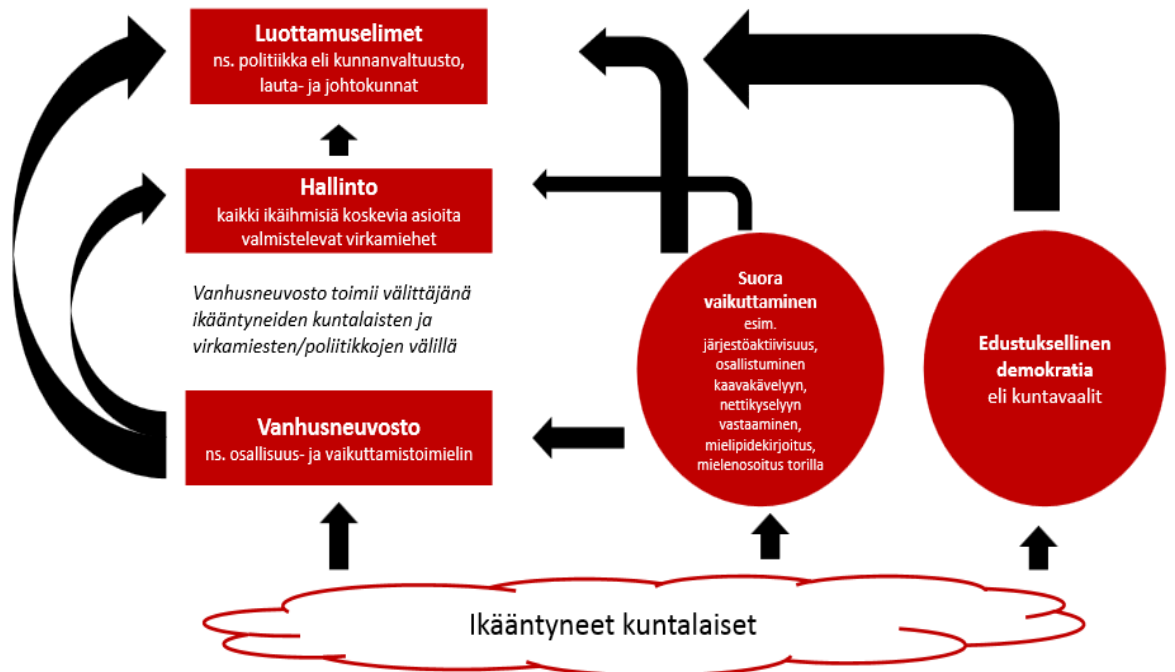 Luottamuselimet
ns. politiikka eli kunnanvaltuusto,
lauta- ja johtokunnat
Hallinto
kaikki ikäihmisiä koskevia asioita
valmistelevat virkamiehet
Vanhusneuvosto toimii välittäjänä
ikääntyneiden kuntalaisten ja
virkamiesten/poliitikkojen välillä
Vanhusneuvosto
ns. osallisuus- ja vaikuttamistoimielin
Suora
vaikuttaminen
esim.
järjestöaktiivisuus,
osallistuminen
kaavakävelyyn,
nettikyselyyn
vastaaminen,
mielipidekirjoitus,
mielenosoitus torilla
Edustuksellinen
demokratia
eli kuntavaalit
Ikääntyneet kuntalaiset